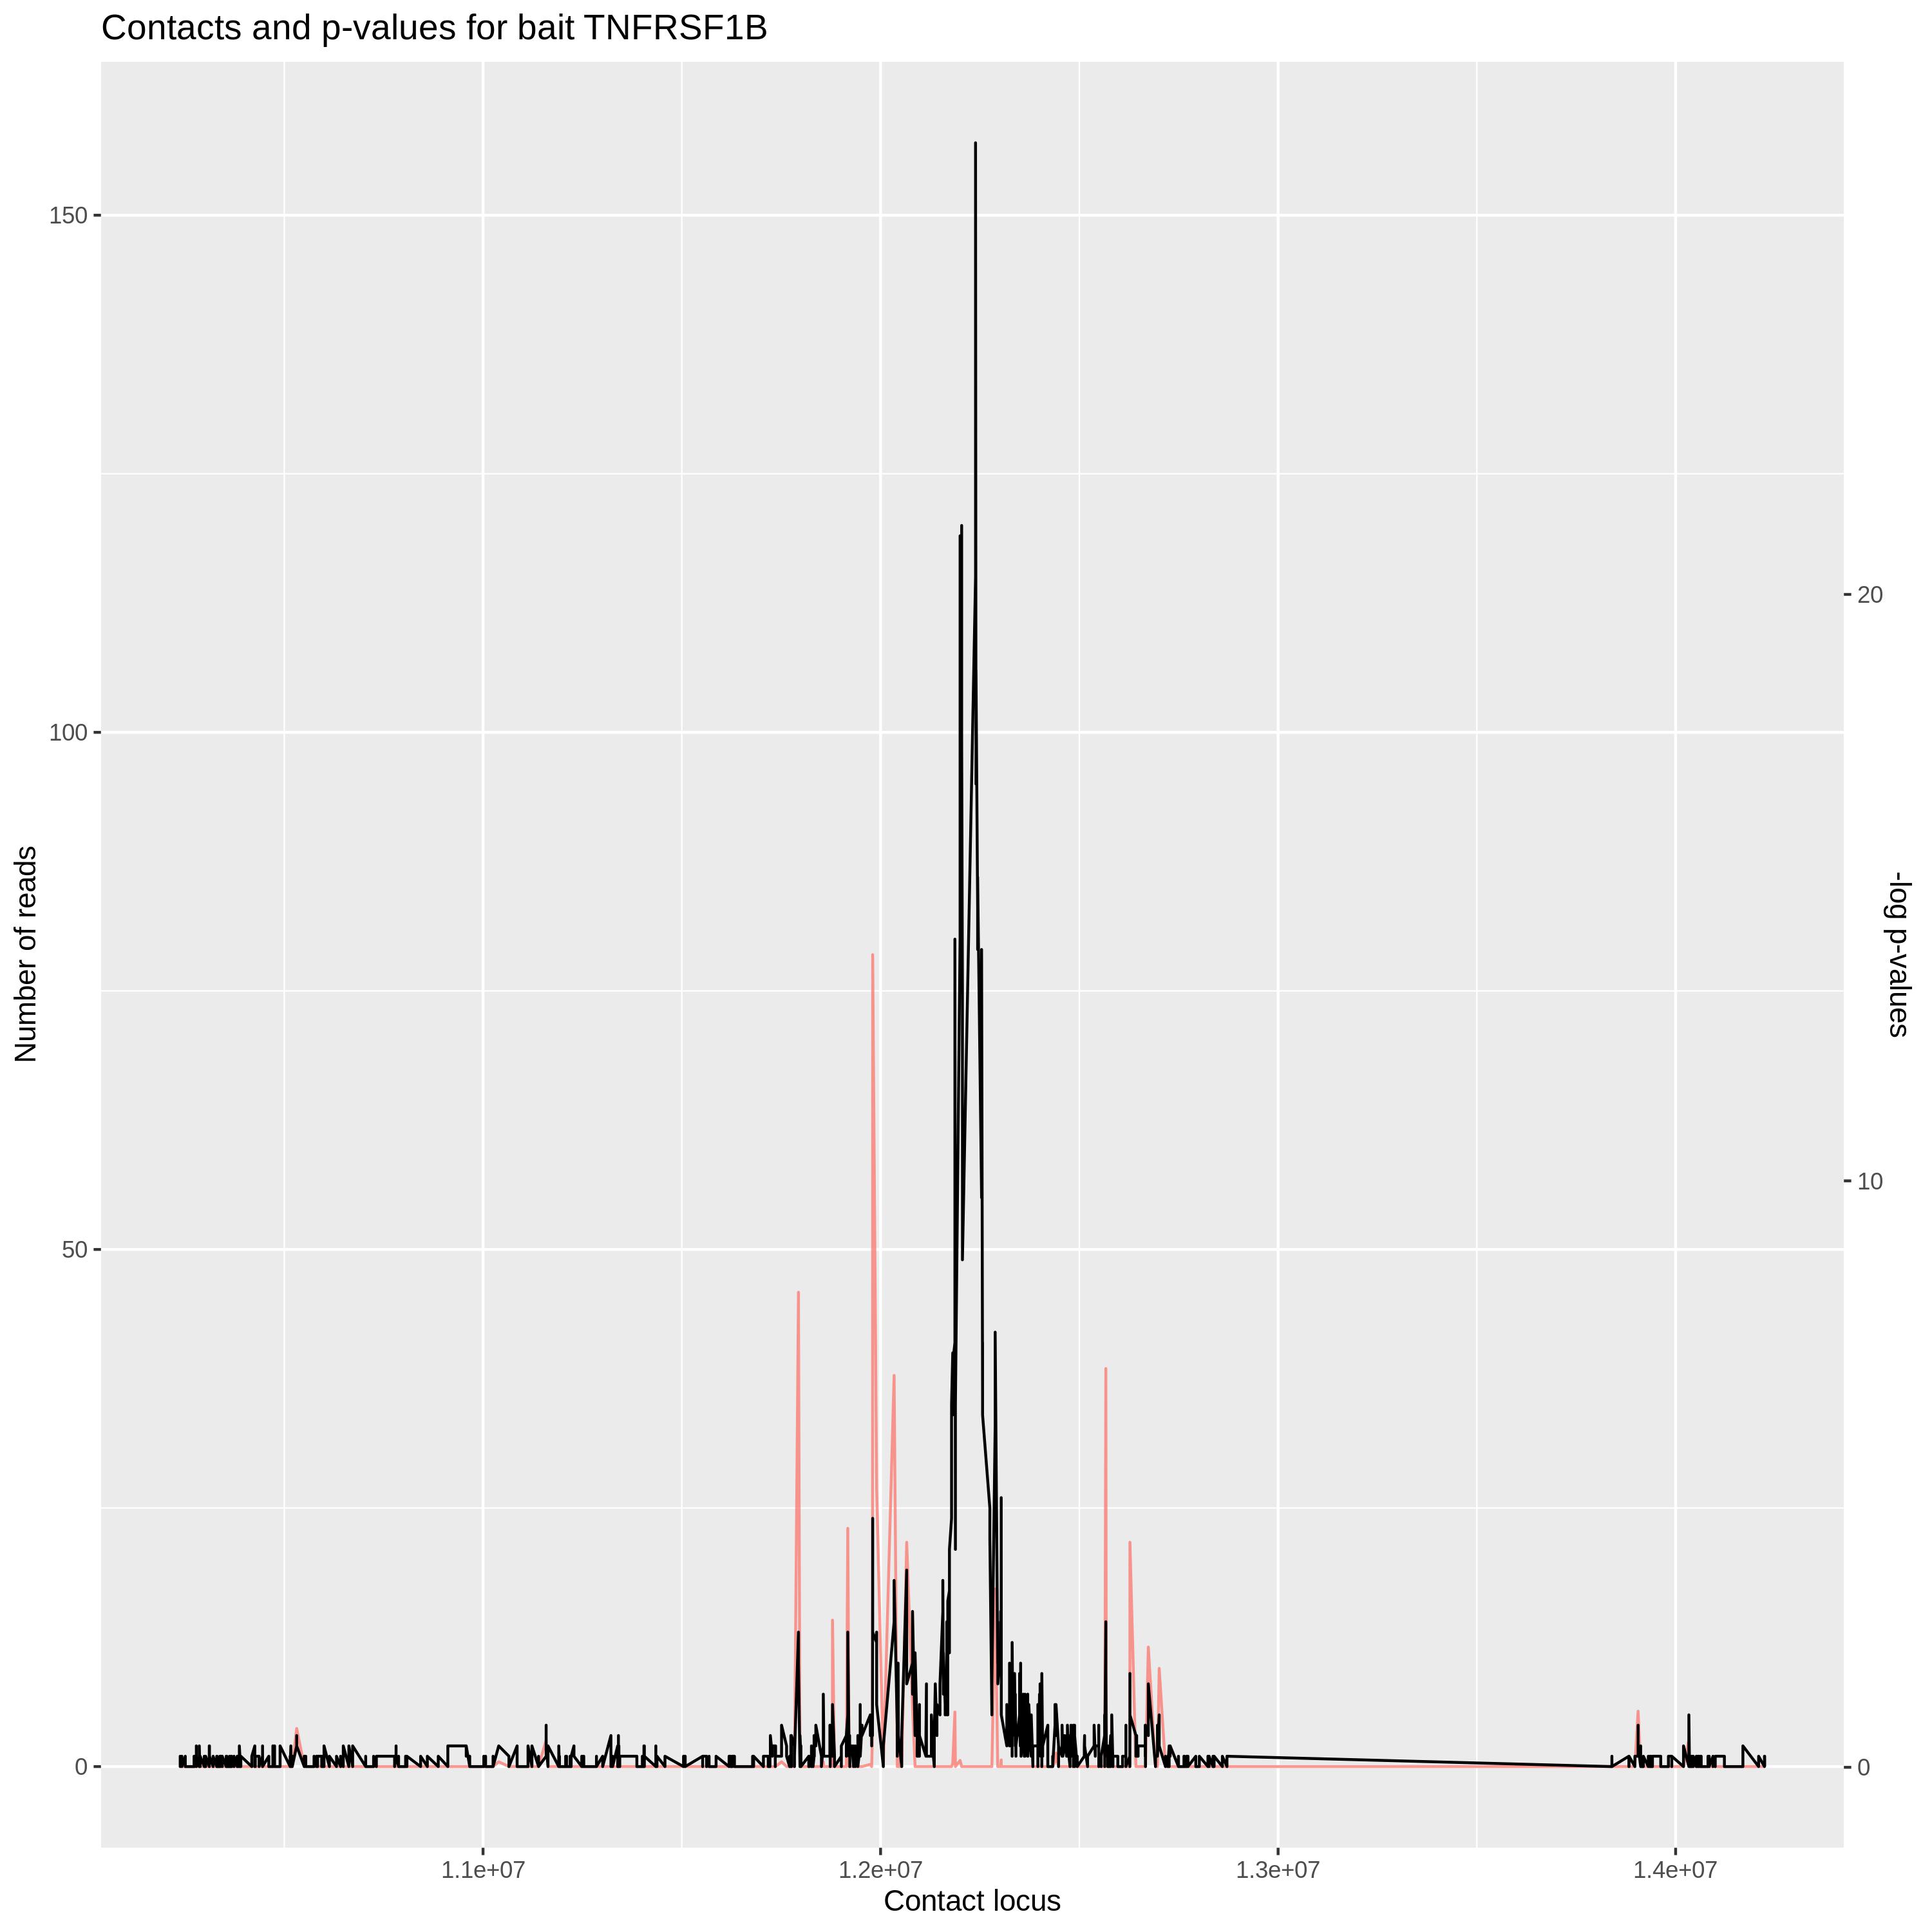 Contacts and p-values for bait TNFRSF1B
150
100
50
0
Number of reads
20
10
0
-log p-values
1.1e+07
1.2e+07
1.3e+07
1.4e+07
Contact locus